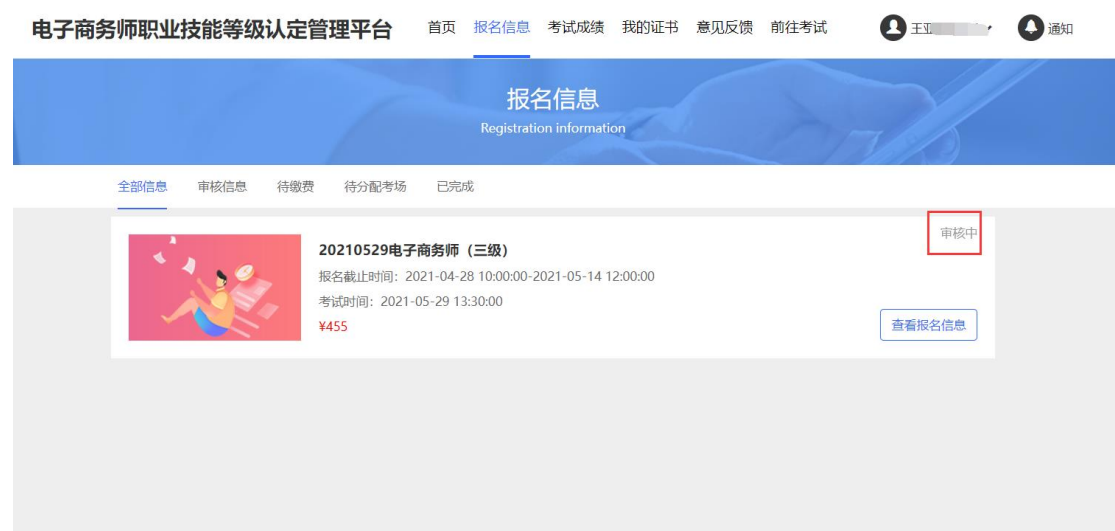 电子商务师职业技能等级认定管理平台 首页 报名信息 考试成绩 我的证书 意见反馈 前往考试 王 通知
报名信息
Registration information
全部信息 审核信息 待缴费 待分配考场 已完成
审核中
20210529电子商务师（三级）
报名截止时间：2021-04-28 10:00:00-2021-05-14 12:00:00
考试时间：2021-05-29 13:30:00
¥455
查看报名信息